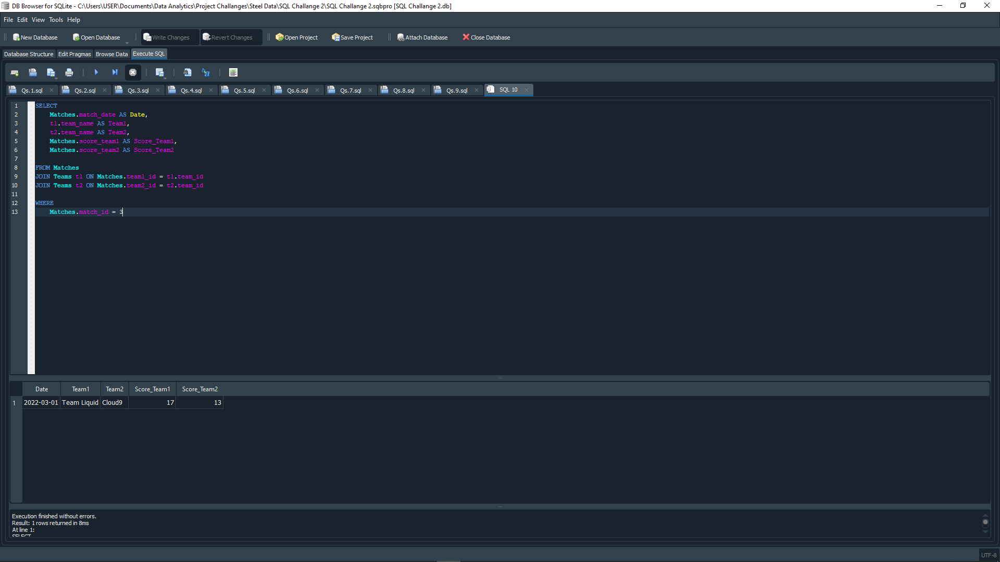 DB Browser for SQLite - C:\Users\USER\Documents\Data Analytics\Project Challanges\Steel Data\SQL Challange 2\SQL Challange 2.sqbpro [SQL Challange 2.db]
File Edit View Tools Help
New Database Open Database Write Changes Revert Changes Open Project Save Project Attach Database Close Database
Database Structure Edit Pragmas Browse Data Execute SQL
Qs.1.sql Qs.2.sql Qs.3.sql Qs.4.sql Qs.5.sql Qs.6.sql Qs.7.sql Qs.8.sql Qs.9.sql SQL 10
1 SELECT
2 Matches.match_date AS Date,
3 t1.team_name AS Team1,
4 t2.team_name AS Team2,
5 Matches.score_team1 AS Score_Team1,
6 Matches.score_team2 AS Score_Team2
7
8 FROM Matches
9 JOIN Teams t1 ON Matches.team1_id = t1.team_id
10 JOIN Teams t2 ON Matches.team2_id = t2.team_id
11
12 WHERE
13 Matches.match_id = 3
Date Team1 Team2 Score_Team1 Score_Team2
1 2022-03-01 Team Liquid Cloud9 17 13
Execution finished without errors.
Result: 1 rows returned in 8ms
At line 1:
SELECT
UTF-8